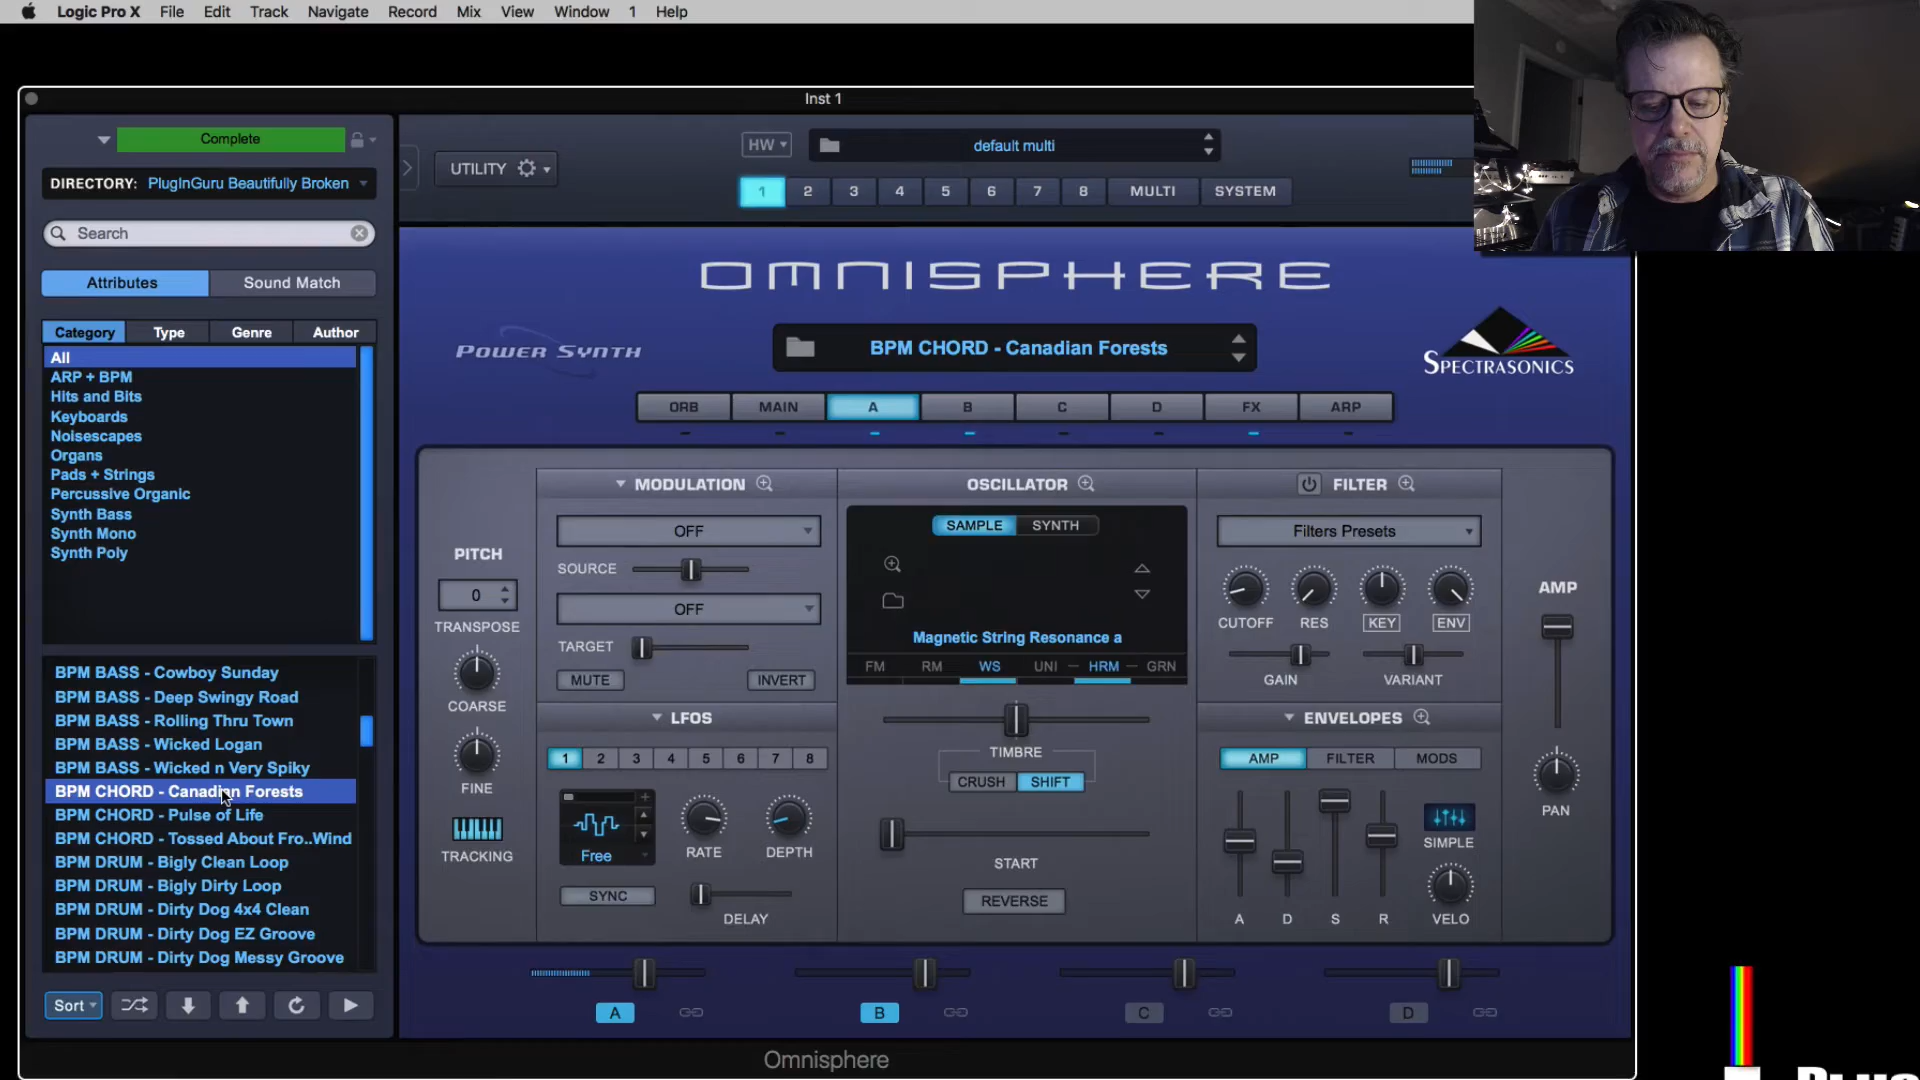 Logic Pro X File Edit Track Navigate Record Mix View Window 1 Help
Inst 1
Complete
DIRECTORY: PlugInGuru Beautifully Broken
Search
Attributes Sound Match
Category Type Genre Author
All
ARP + BPM
Hits and Bits
Keyboards
Noisescapes
Organs
Pads + Strings
Percussive Organic
Synth Bass
Synth Mono
Synth Poly
BPM BASS - Cowboy Sunday
BPM BASS - Deep Swingy Road
BPM BASS - Rolling Thru Town
BPM BASS - Wicked Logan
BPM BASS - Wicked n Very Spiky
BPM CHORD - Canadian Forests
BPM CHORD - Pulse of Life
BPM CHORD - Tossed About Fro..Wind
BPM DRUM - Bigly Clean Loop
BPM DRUM - Bigly Dirty Loop
BPM DRUM - Dirty Dog 4x4 Clean
BPM DRUM - Dirty Dog EZ Groove
BPM DRUM - Dirty Dog Messy Groove
Sort
UTILITY
HW
default multi
1 2 3 4 5 6 7 8 MULTI SYSTEM
OMNISPHERE
POWER SYNTH
BPM CHORD - Canadian Forests
SPECTRASONICS
ORB MAIN A B C D FX ARP
PITCH
0
TRANSPOSE
COARSE
FINE
TRACKING
MODULATION
OFF
SOURCE
OFF
TARGET
MUTE INVERT
LFOS
1 2 3 4 5 6 7 8
Free
RATE DEPTH
SYNC
DELAY
OSCILLATOR
SAMPLE SYNTH
Magnetic String Resonance a
FM RM WS UNI HRM GRN
TIMBRE
CRUSH SHIFT
START
REVERSE
FILTER
Filters Presets
CUTOFF RES KEY ENV
GAIN VARIANT
ENVELOPES
AMP FILTER MODS
SIMPLE
A D S R VELO
AMP
PAN
A B C D
Omnisphere